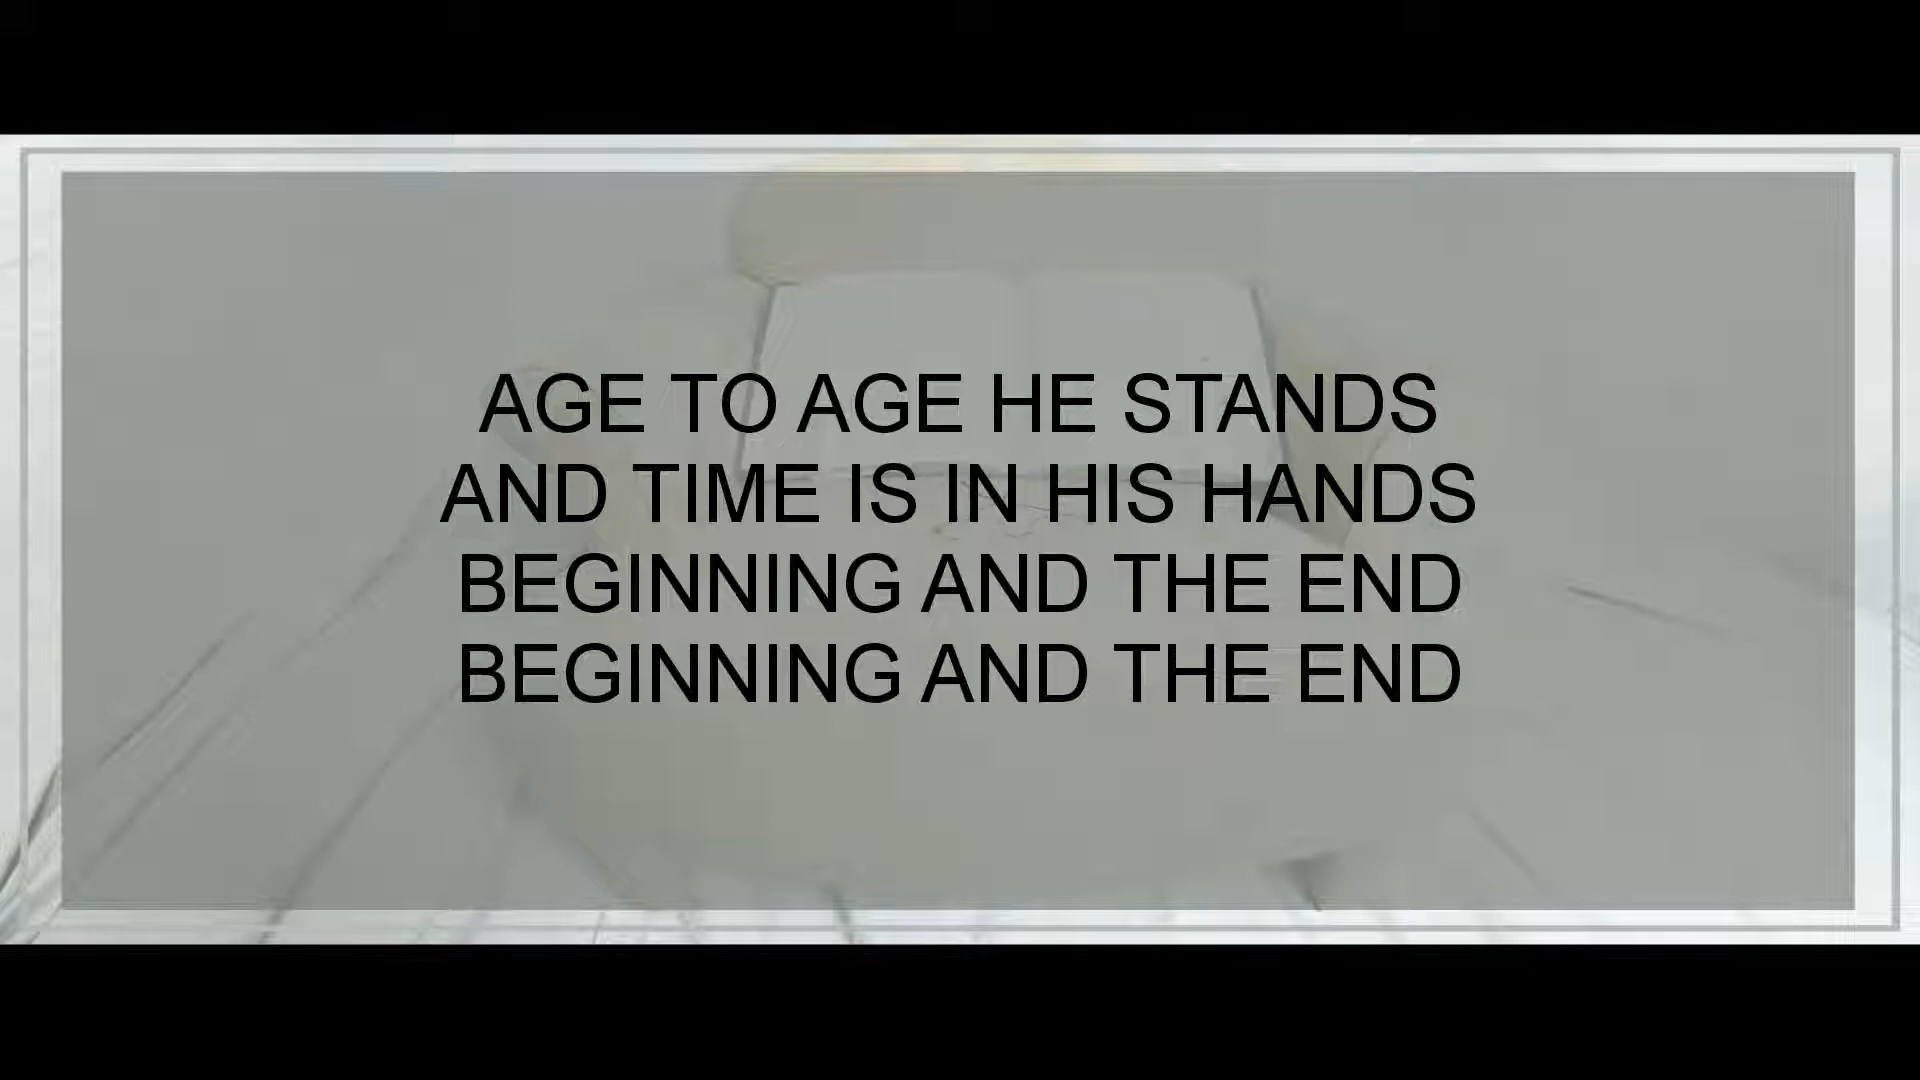 AGE TO AGE HE STANDS
AND TIME IS IN HIS HANDS
BEGINNING AND THE END
BEGINNING AND THE END